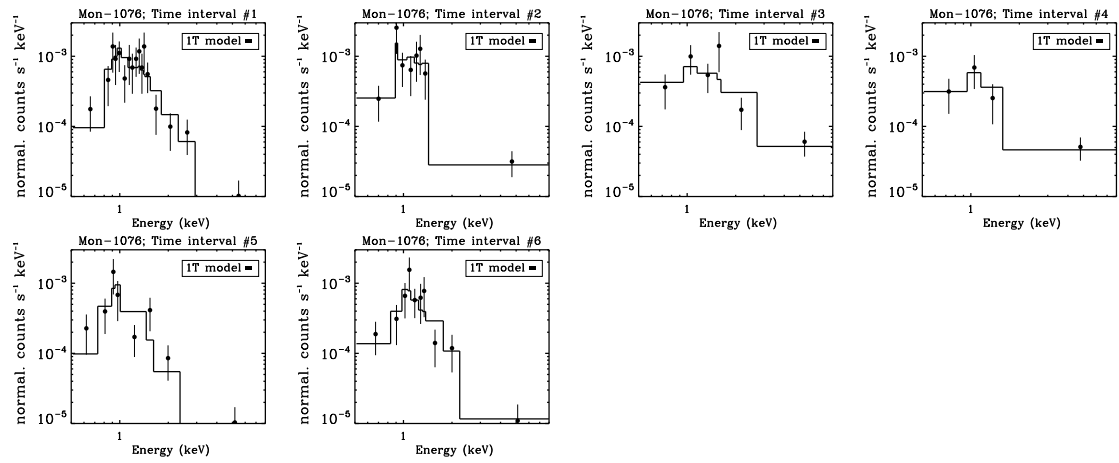 Mon-1076; Time interval #1
1T model
10⁻³
10⁻⁴
10⁻⁵
normal. counts s⁻¹ keV⁻¹
1
Energy (keV)
Mon-1076; Time interval #2
1T model
10⁻³
10⁻⁴
10⁻⁵
normal. counts s⁻¹ keV⁻¹
1
Energy (keV)
Mon-1076; Time interval #3
1T model
10⁻³
10⁻⁴
10⁻⁵
normal. counts s⁻¹ keV⁻¹
1
Energy (keV)
Mon-1076; Time interval #4
1T model
10⁻³
10⁻⁴
10⁻⁵
normal. counts s⁻¹ keV⁻¹
1
Energy (keV)
Mon-1076; Time interval #5
1T model
10⁻³
10⁻⁴
10⁻⁵
normal. counts s⁻¹ keV⁻¹
1
Energy (keV)
Mon-1076; Time interval #6
1T model
10⁻³
10⁻⁴
10⁻⁵
normal. counts s⁻¹ keV⁻¹
1
Energy (keV)